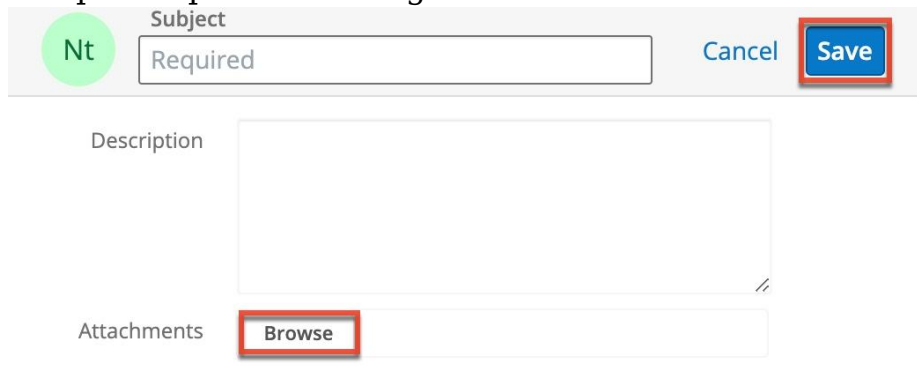 Subject
Nt
Required
Cancel
Save
Description
Attachments
Browse